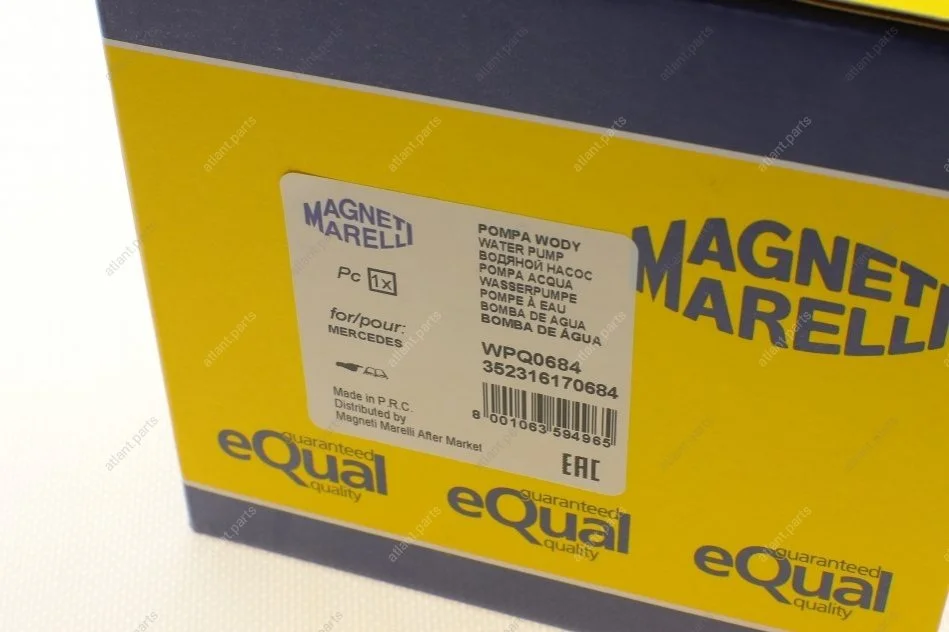 MAGNETI
MARELLI
Pc 1x
for/pour:
MERCEDES
Made in P.R.C.
Distributed by
Magneti Marelli After Market
POMPA WODY
WATER PUMP
ВОДЯНОЙ НАСОС
POMPA ACQUA
WASSERPUMPE
POMPE À EAU
BOMBA DE AGUA
BOMBA DE ÁGUA
WPQ0684
352316170684
8 001063 594965
EAC
MAGNETI
MARELLI
guaranteed
eQual
quality
guaranteed
eQual
quality
guaranteed
eQual
quality
atlant.parts